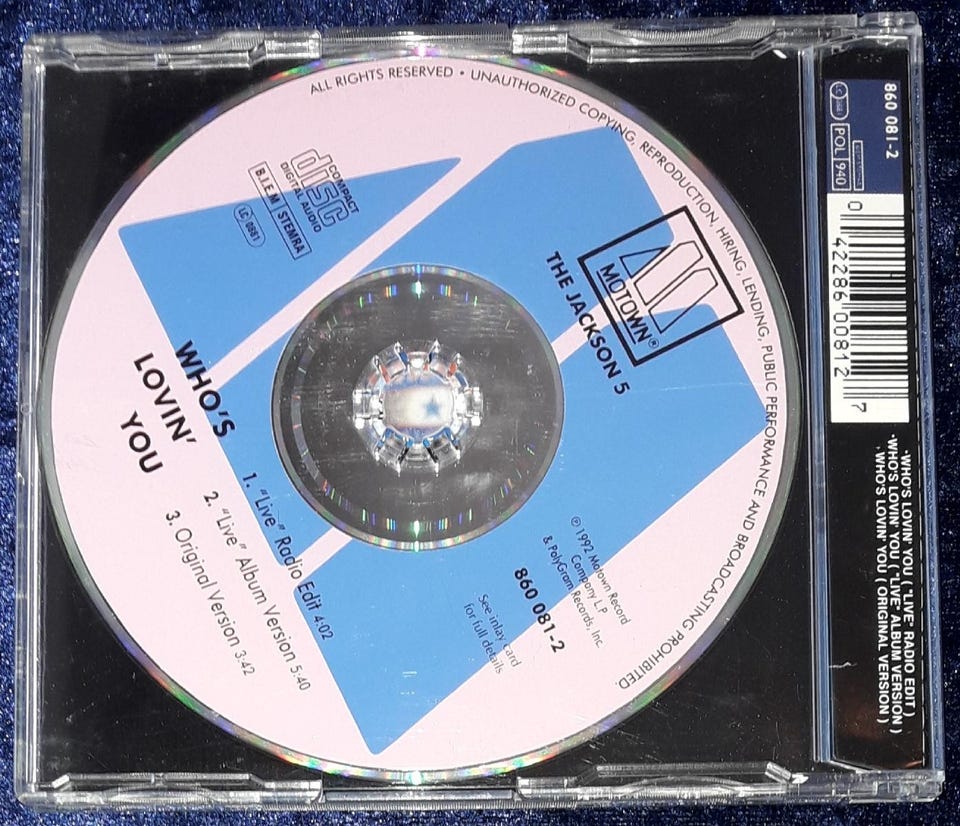 ALL RIGHTS RESERVED • UNAUTHORIZED COPYING, REPRODUCTION, HIRING, LENDING, PUBLIC PERFORMANCE AND BROADCASTING PROHIBITED.
MOTOWN®
THE JACKSON 5
COMPACT
disc
DIGITAL AUDIO
B.I.E.M STEMRA
LC 0881
WHO'S
LOVIN'
YOU
1. "Live" Radio Edit 4:02
2. "Live" Album Version 5:40
3. Original Version 3:42
℗ 1992 Motown Record
Company L.P
& PolyGram Records, Inc.
860 081-2
See inlay card
for full details
860 081-2
POL 940
0 42286 00812 7
·WHO'S LOVIN' YOU ( "LIVE" RADIO EDIT )
·WHO'S LOVIN' YOU ( "LIVE" ALBUM VERSION )
·WHO'S LOVIN' YOU ( ORIGINAL VERSION )